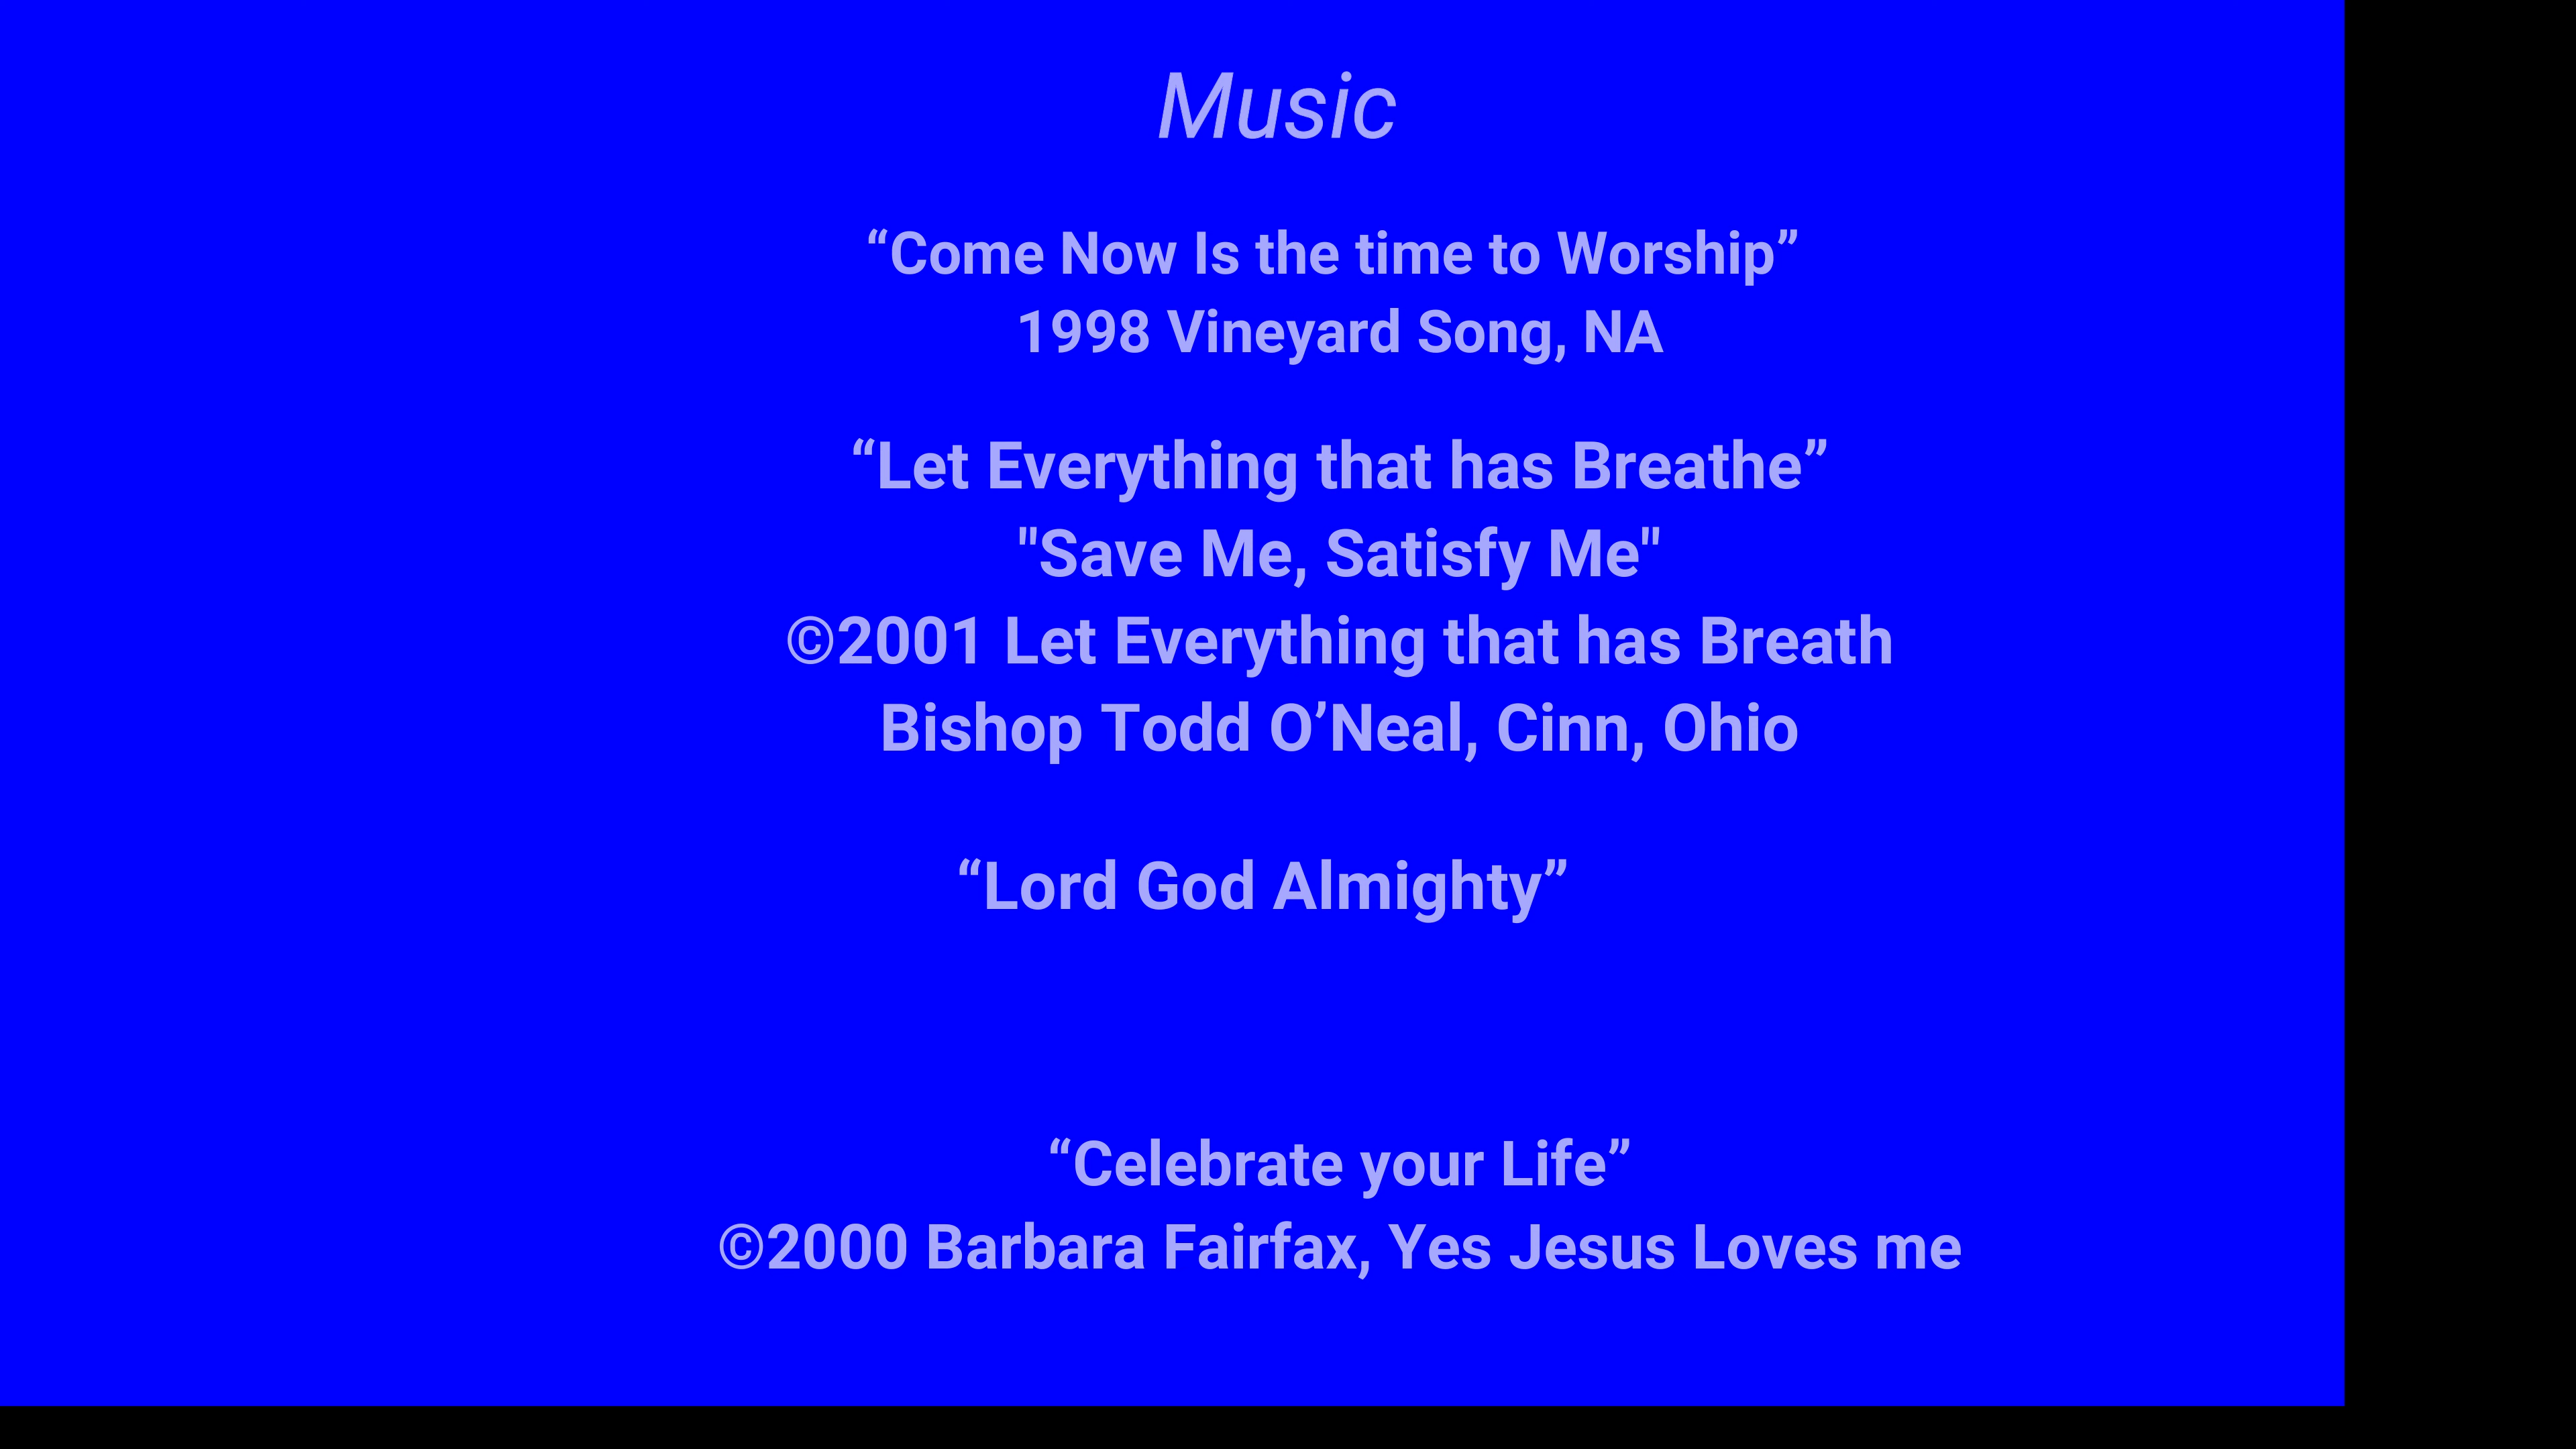 Music
“Come Now Is the time to Worship”
1998 Vineyard Song, NA
“Let Everything that has Breathe”
"Save Me, Satisfy Me"
©2001 Let Everything that has Breath
Bishop Todd O’Neal, Cinn, Ohio
“Lord God Almighty”
“Celebrate your Life”
©2000 Barbara Fairfax, Yes Jesus Loves me